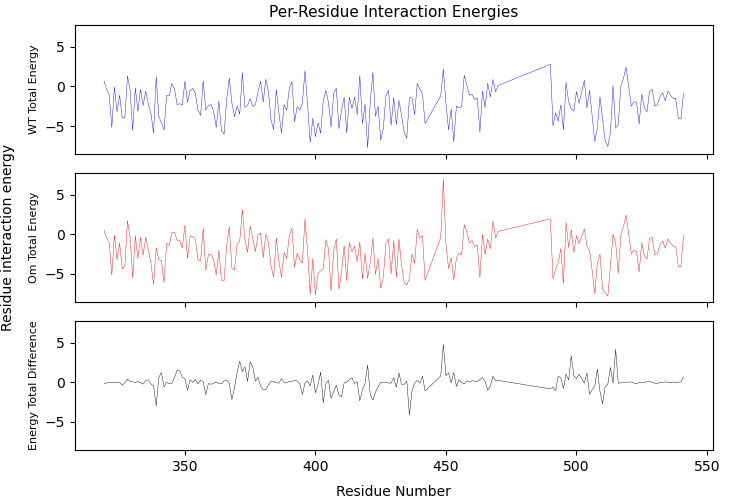 Per-Residue Interaction Energies
Residue interaction energy
WT Total Energy
5
0
−5
Om Total Energy
5
0
−5
Energy Total Difference
5
0
−5
350 400 450 500 550
Residue Number